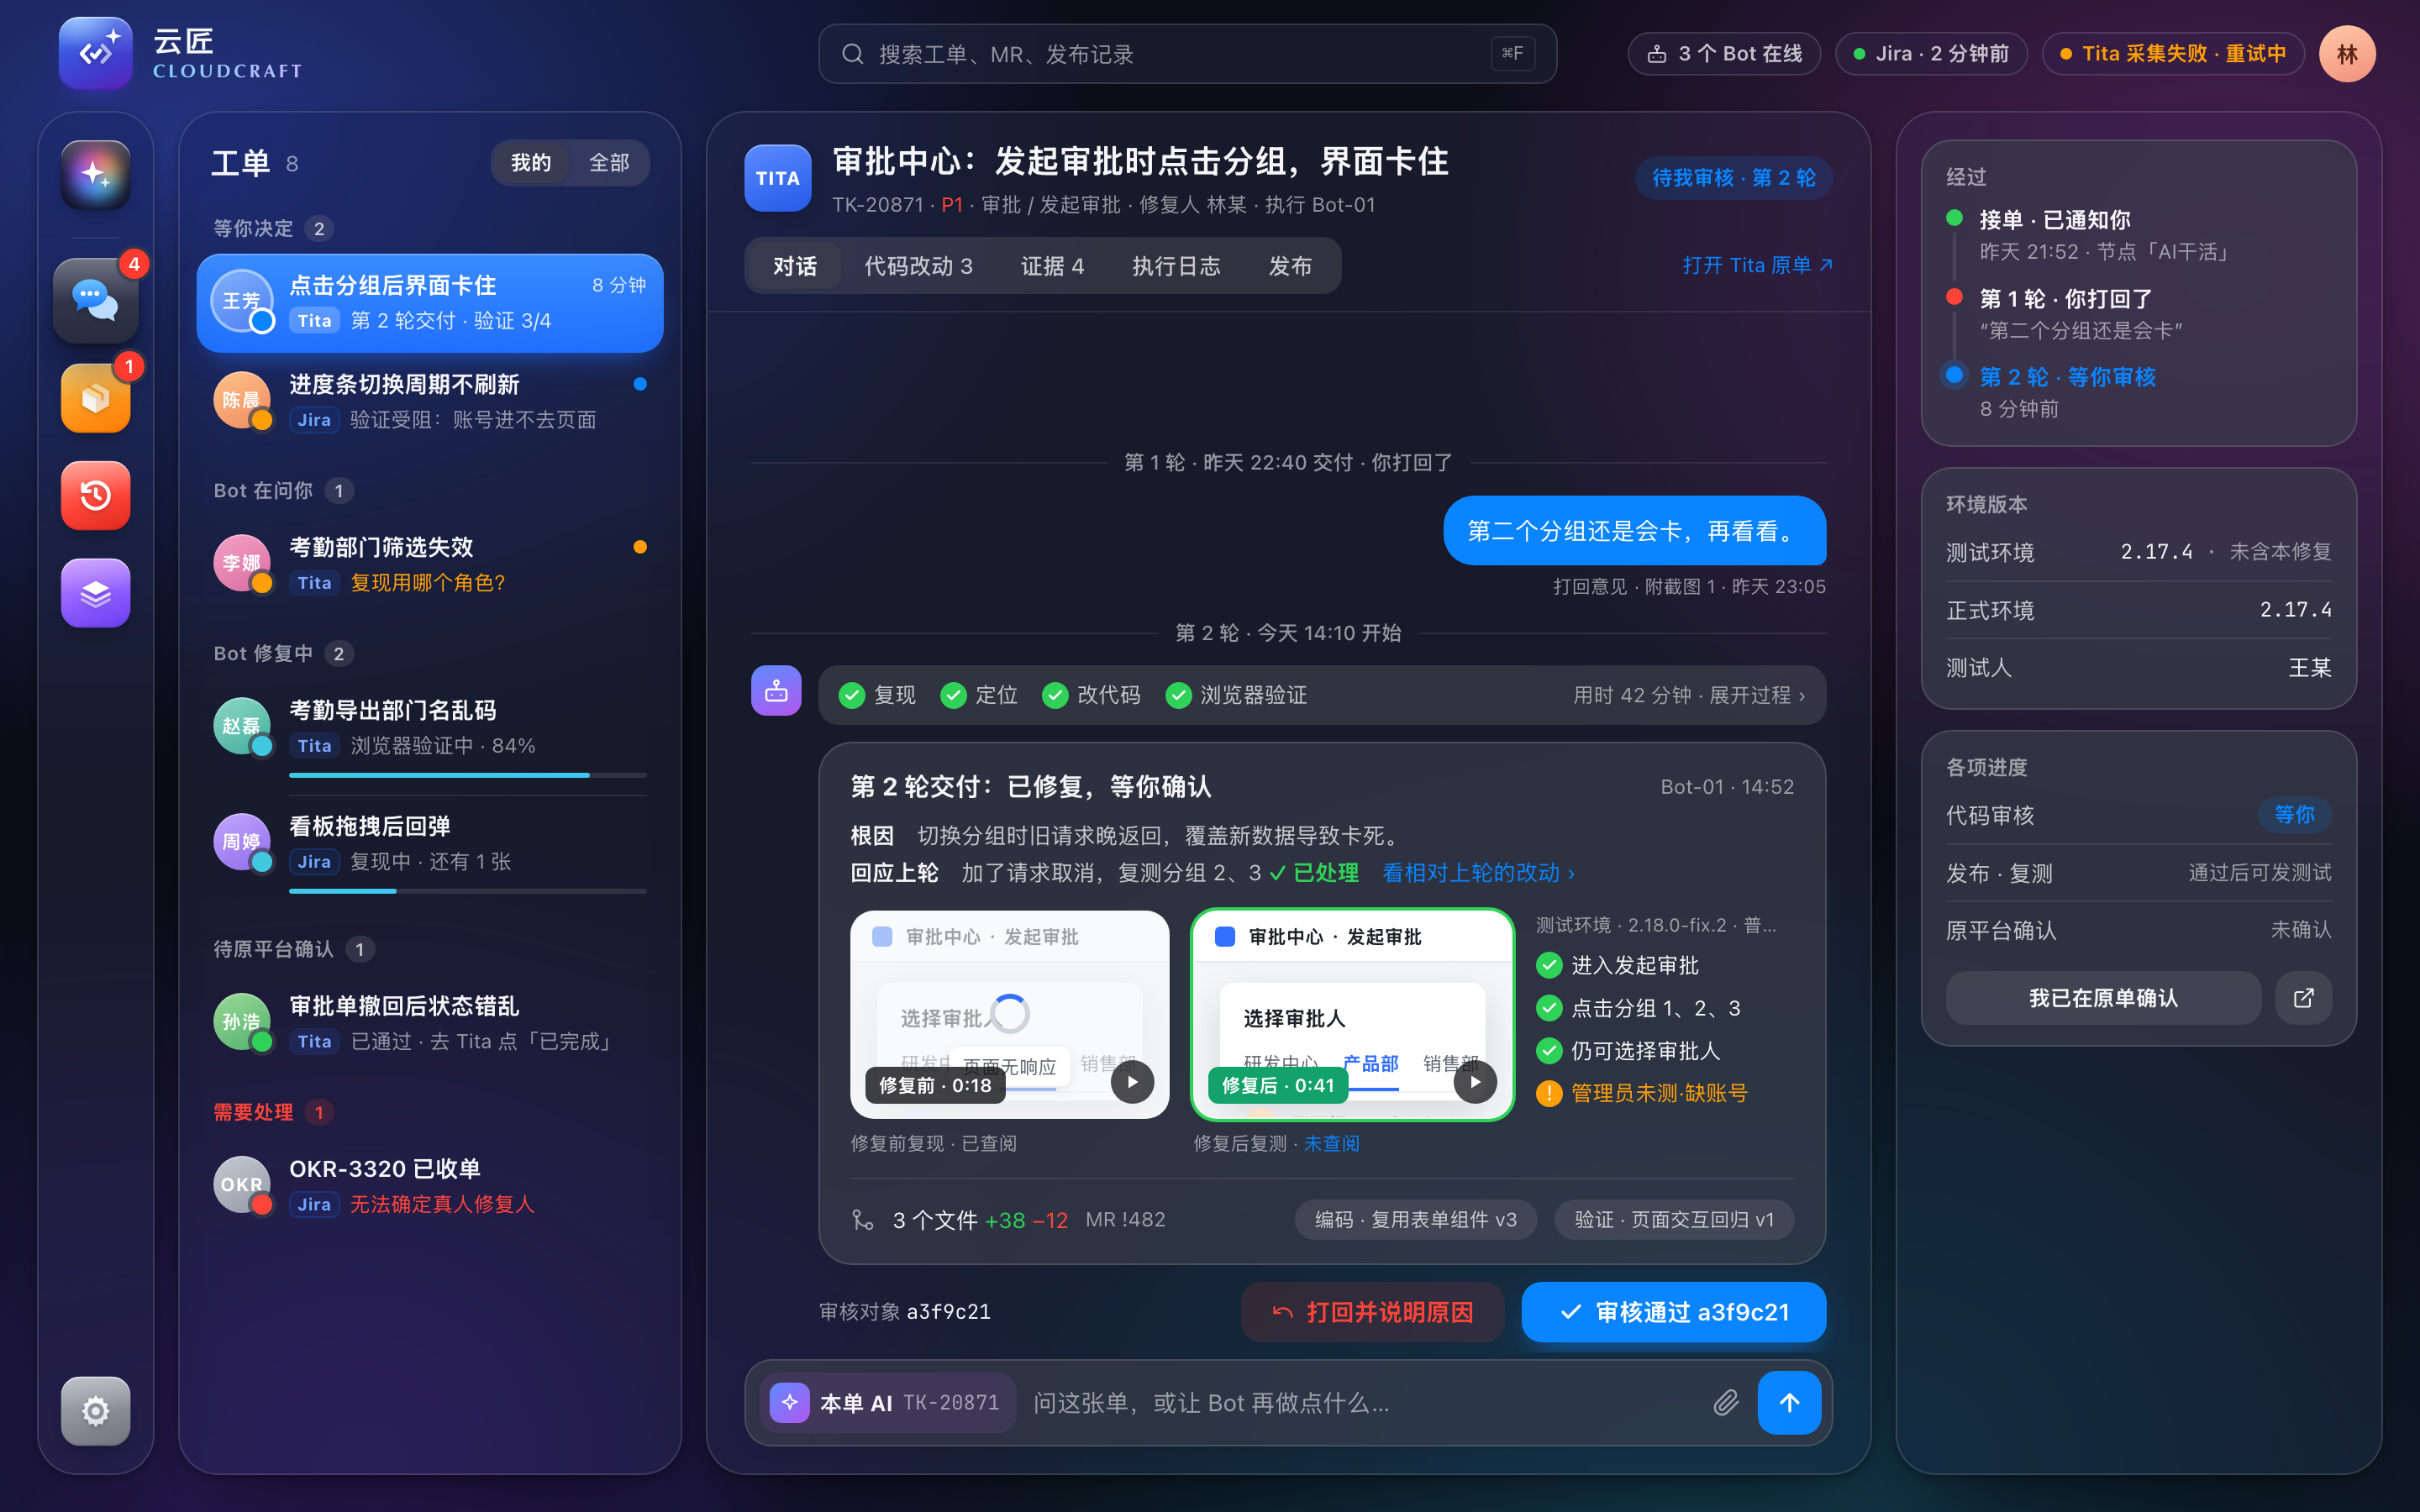 云匠
CLOUDCRAFT
搜索工单、MR、发布记录
⌘F
3 个 Bot 在线
Jira · 2 分钟前
Tita 采集失败 · 重试中
林
4
1
工单 8
我的
全部
等你决定 2
王芳
点击分组后界面卡住
8 分钟
Tita 第 2 轮交付 · 验证 3/4
陈晨
进度条切换周期不刷新
Jira 验证受阻：账号进不去页面
Bot 在问你 1
李娜
考勤部门筛选失效
Tita 复现用哪个角色?
Bot 修复中 2
赵磊
考勤导出部门名乱码
Tita 浏览器验证中 · 84%
周婷
看板拖拽后回弹
Jira 复现中 · 还有 1 张
待原平台确认 1
孙浩
审批单撤回后状态错乱
Tita 已通过 · 去 Tita 点「已完成」
需要处理 1
OKR
OKR-3320 已收单
Jira 无法确定真人修复人
TITA
审批中心：发起审批时点击分组，界面卡住
TK-20871 · P1 · 审批 / 发起审批 · 修复人 林某 · 执行 Bot-01
待我审核 · 第 2 轮
对话
代码改动 3
证据 4
执行日志
发布
打开 Tita 原单 ↗
第 1 轮 · 昨天 22:40 交付 · 你打回了
第二个分组还是会卡，再看看。
打回意见 · 附截图 1 · 昨天 23:05
第 2 轮 · 今天 14:10 开始
复现
定位
改代码
浏览器验证
用时 42 分钟 · 展开过程 ›
第 2 轮交付：已修复，等你确认
Bot-01 · 14:52
根因 切换分组时旧请求晚返回，覆盖新数据导致卡死。
回应上轮 加了请求取消，复测分组 2、3 ✓ 已处理 看相对上轮的改动 ›
审批中心 · 发起审批
选择审批人
研发中
页面无响应
销售部
修复前 · 0:18
修复前复现 · 已查阅
审批中心 · 发起审批
选择审批人
研发中心
产品部
销售部
修复后 · 0:41
修复后复测 · 未查阅
测试环境 · 2.18.0-fix.2 · 普...
进入发起审批
点击分组 1、2、3
仍可选择审批人
! 管理员未测·缺账号
3 个文件 +38 −12 MR !482
编码 · 复用表单组件 v3
验证 · 页面交互回归 v1
审核对象 a3f9c21
打回并说明原因
审核通过 a3f9c21
本单 AI TK-20871
问这张单，或让 Bot 再做点什么...
经过
接单 · 已通知你
昨天 21:52 · 节点「AI干活」
第 1 轮 · 你打回了
“第二个分组还是会卡”
第 2 轮 · 等你审核
8 分钟前
环境版本
测试环境
2.17.4 · 未含本修复
正式环境
2.17.4
测试人
王某
各项进度
代码审核
等你
发布 · 复测
通过后可发测试
原平台确认
未确认
我已在原单确认